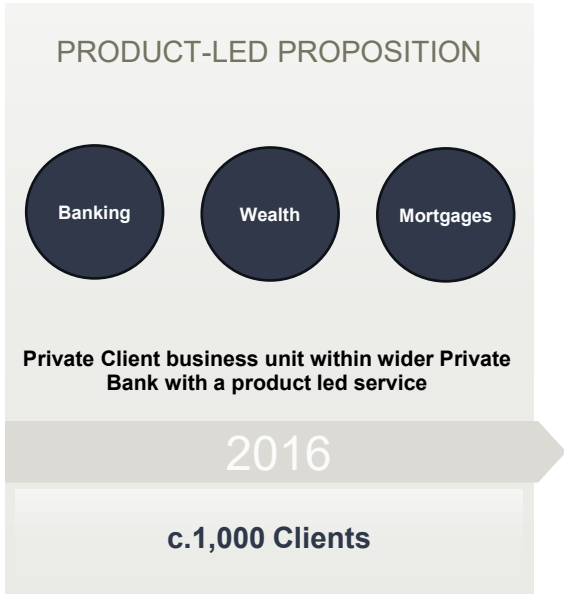 PRODUCT-LED PROPOSITION
Banking
Wealth
Mortgages
Private Client business unit within wider Private
Bank with a product led service
2016
c.1,000 Clients